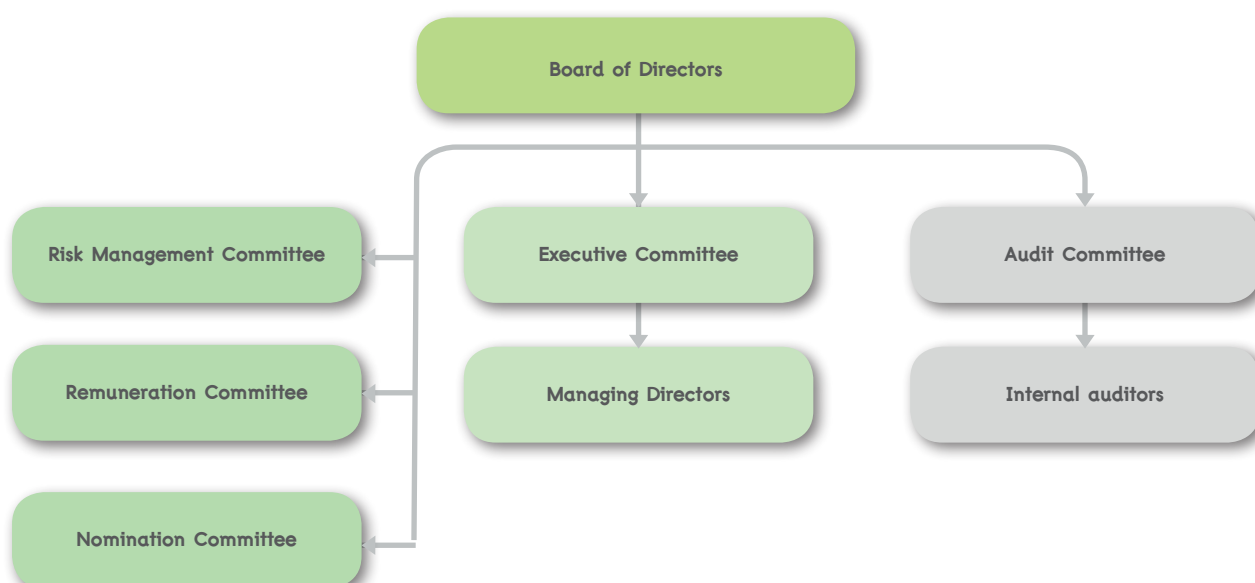 Board of Directors
Risk Management Committee
Executive Committee
Audit Committee
Remuneration Committee
Managing Directors
Internal auditors
Nomination Committee